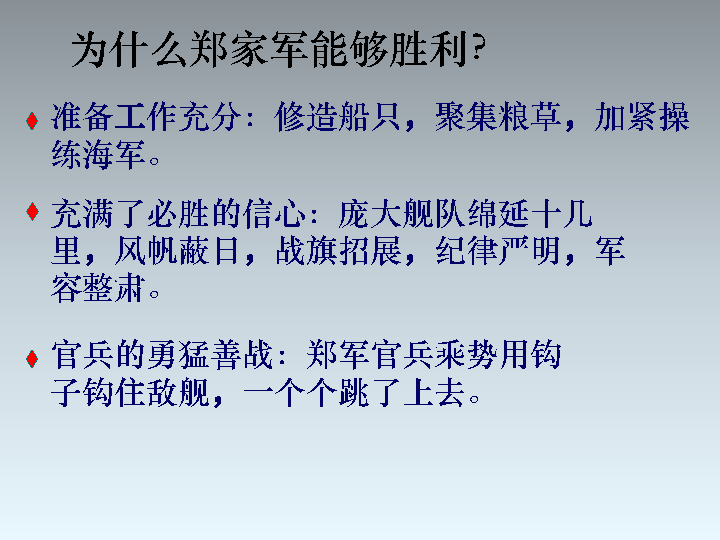 为什么郑家军能够胜利?
准备工作充分：修造船只，聚集粮草，加紧操
练海军。
充满了必胜的信心：庞大舰队绵延十几
里，风帆蔽日，战旗招展，纪律严明，军
容整肃。
官兵的勇猛善战：郑军官兵乘势用钩
子钩住敌舰，一个个跳了上去。